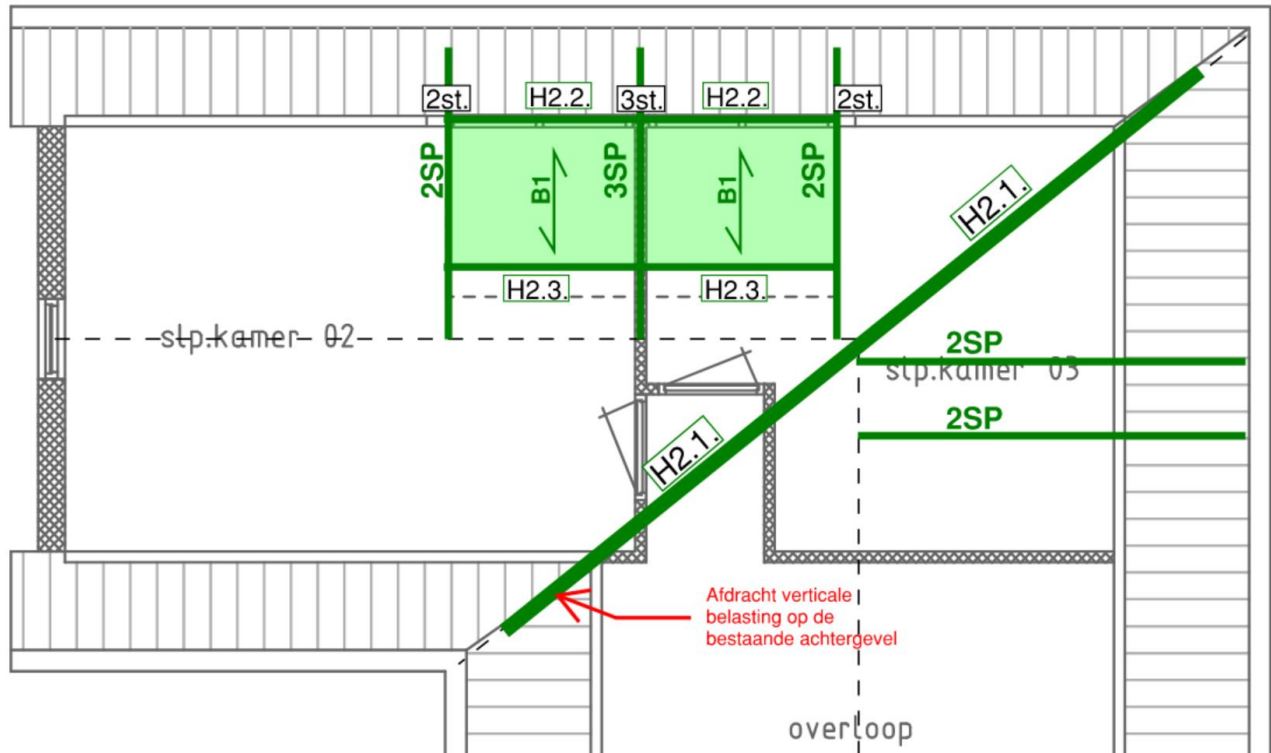 2st.
H2.2.
3st.
H2.2.
2st.
2SP
B1
3SP
B1
2SP
H2.1.
H2.3.
H2.3.
slp.kamer 02
2SP
slp.kamer 03
2SP
H2.1.
Afdracht verticale
belasting op de
bestaande achtergevel
overloop